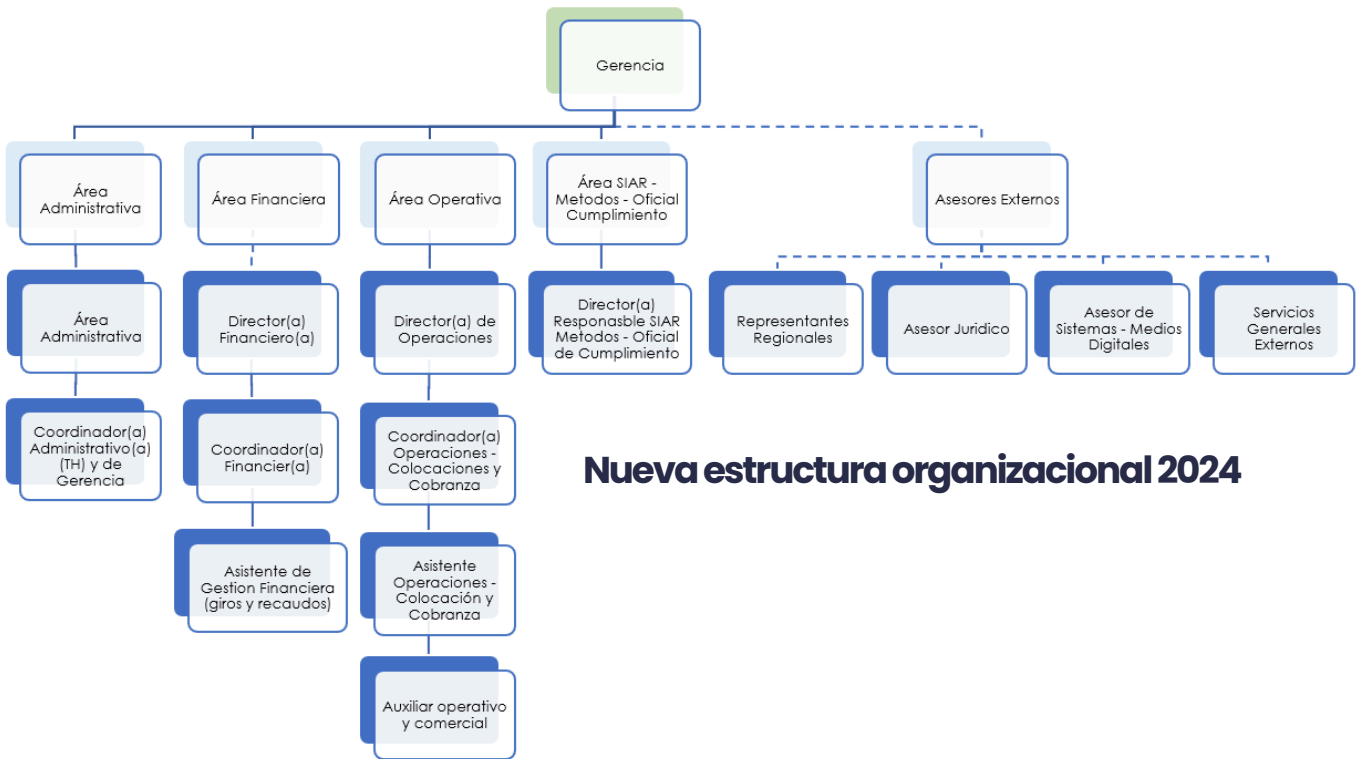 Gerencia
Área
Administrativa
Área Financiera
Área Operativa
Área SIAR -
Metodos - Oficial
Cumplimiento
Asesores Externos
Área
Administrativa
Director(a)
Financiero(a)
Director(a) de
Operaciones
Director(a)
Responasble SIAR
Metodos - Oficial
de Cumplimiento
Representantes
Regionales
Asesor Juridico
Asesor de
Sistemas - Medios
Digitales
Servicios
Generales
Externos
Coordinador(a)
Administrativo(a)
(TH) y de
Gerencia
Coordinador(a)
Financier(a)
Coordinador(a)
Operaciones -
Colocaciones y
Cobranza
Nueva estructura organizacional 2024
Asistente de
Gestion Financiera
(giros y recaudos)
Asistente
Operaciones -
Colocación y
Cobranza
Auxiliar operativo
y comercial